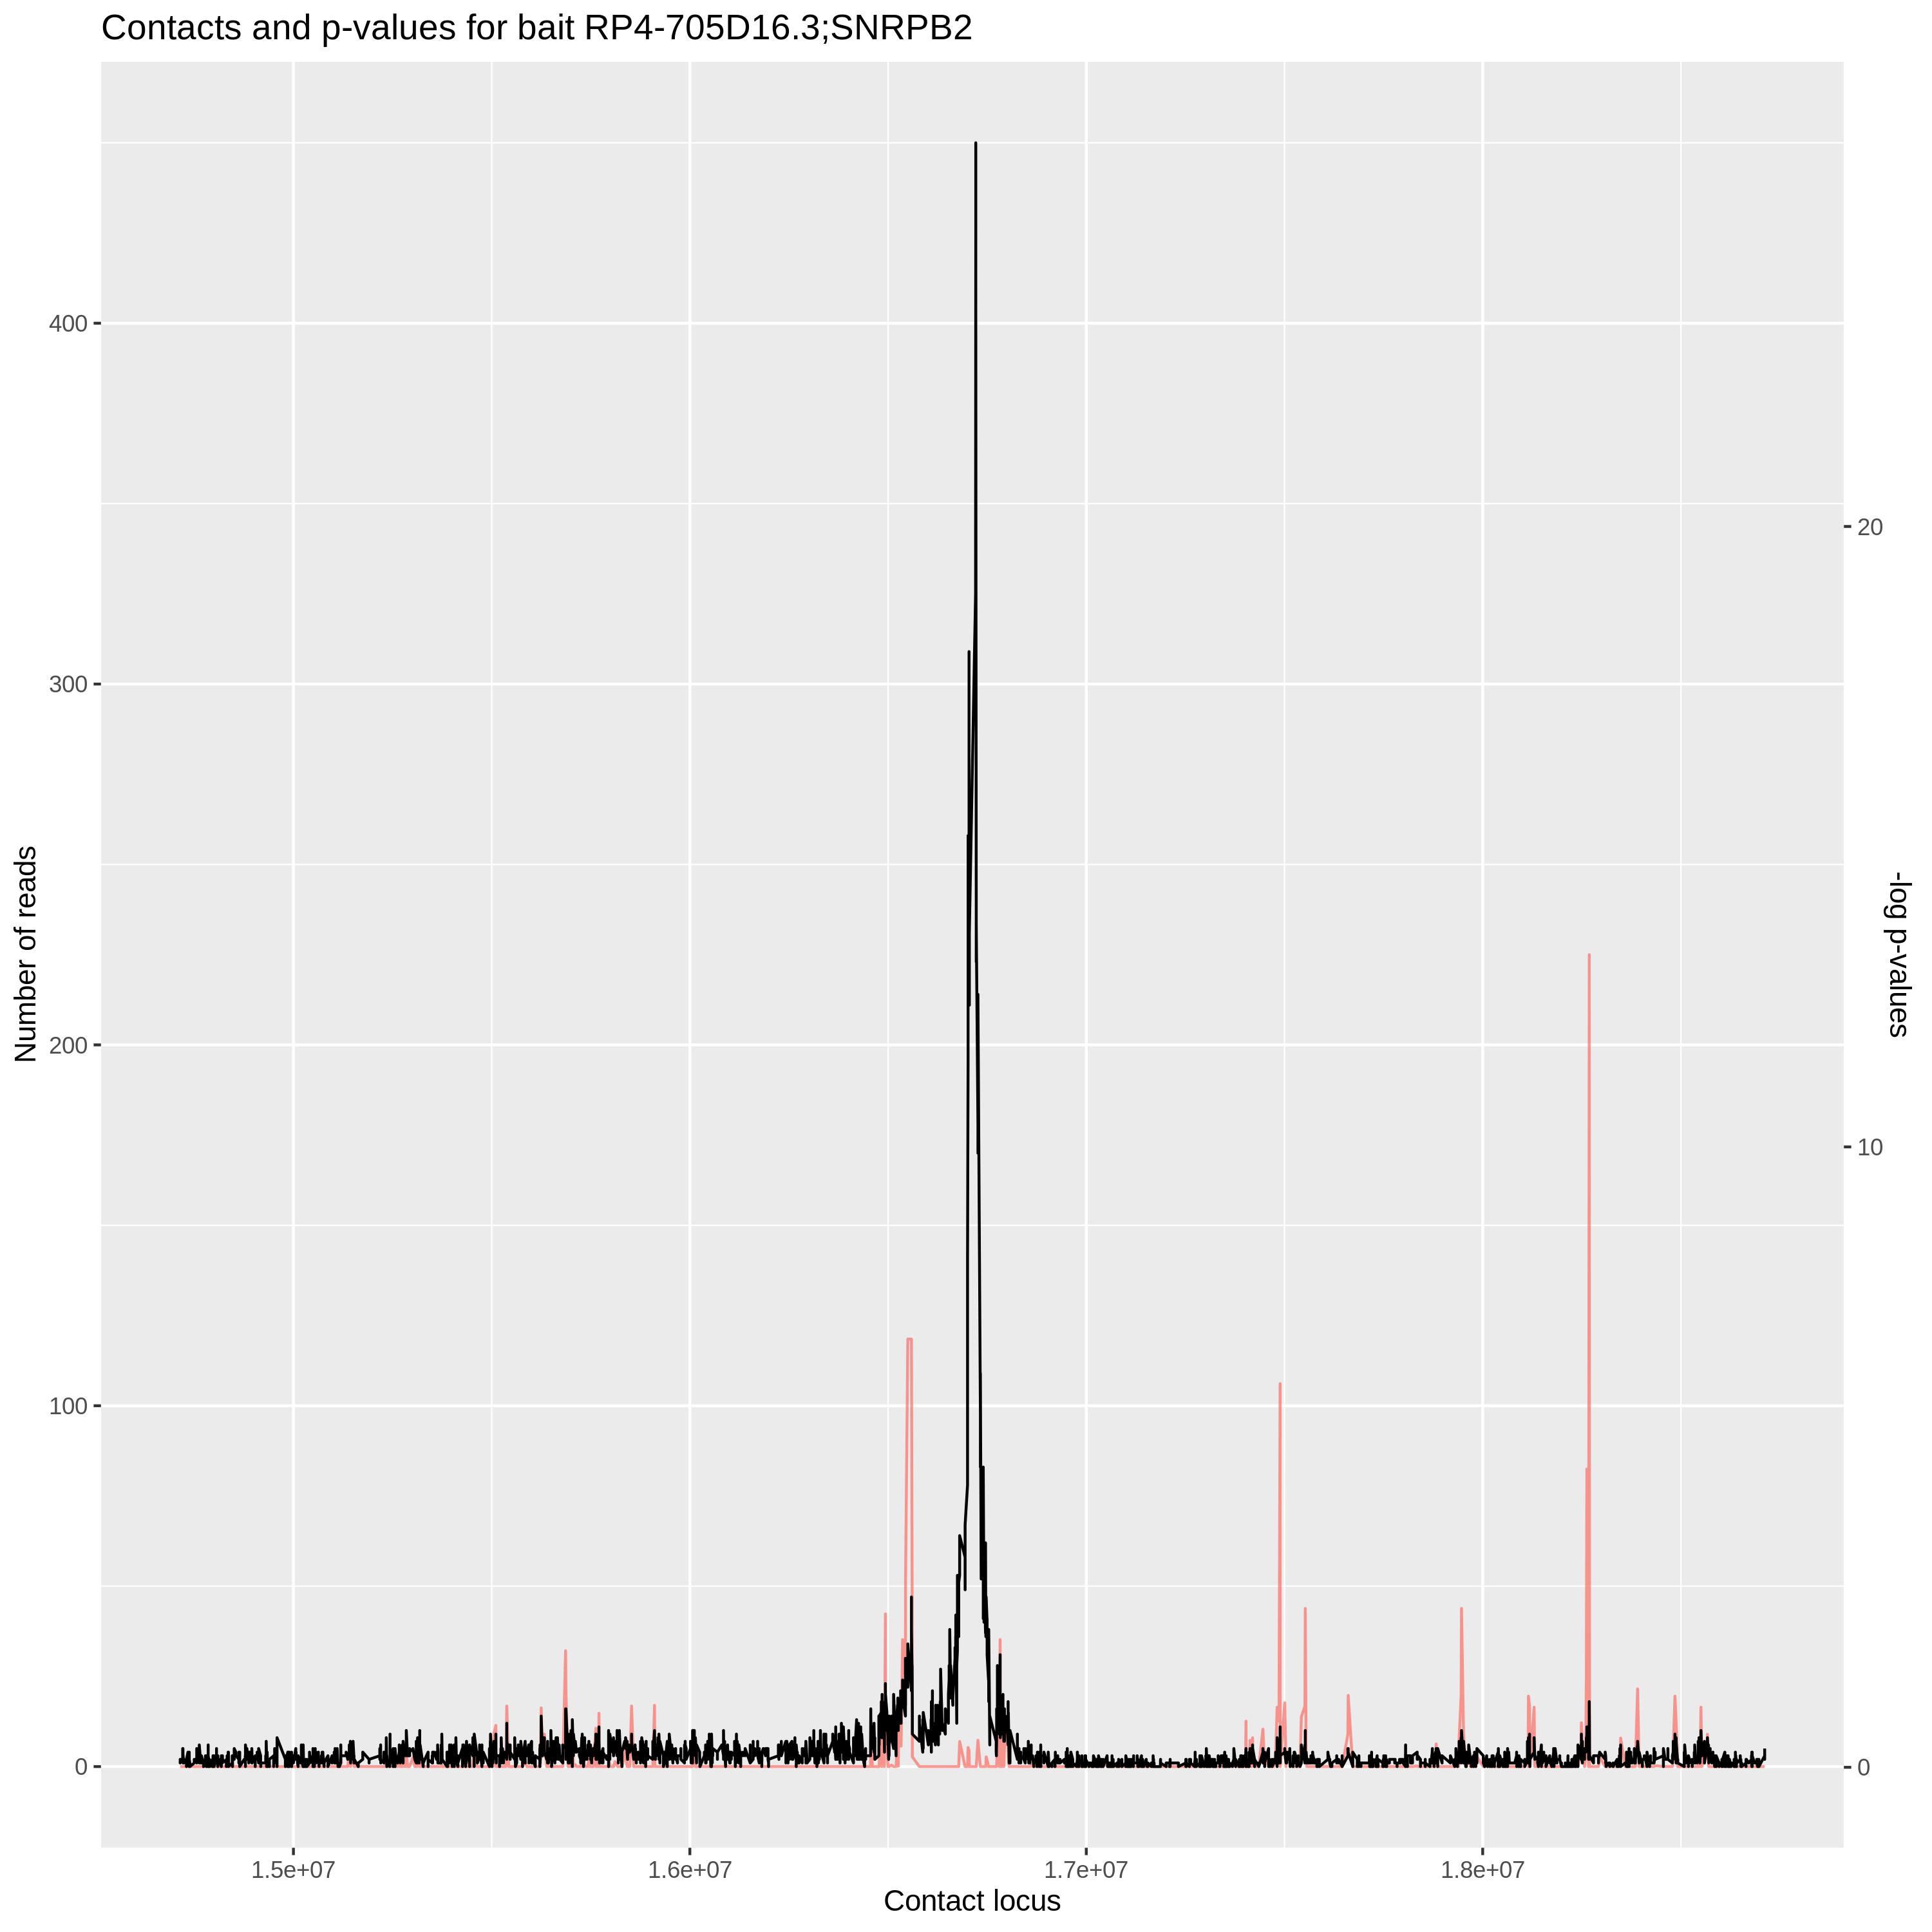 Contacts and p-values for bait RP4-705D16.3;SNRPB2
400
300
200
100
0
Number of reads
20
10
0
-log p-values
1.5e+07
1.6e+07
1.7e+07
1.8e+07
Contact locus